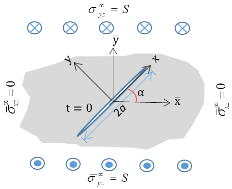 σ^∞_yz = S
y̅
y
x
σ̅^∞_xz = 0
t = 0
α
x̅
2a
σ̅^∞_xz = 0
σ̅^∞_yz = S